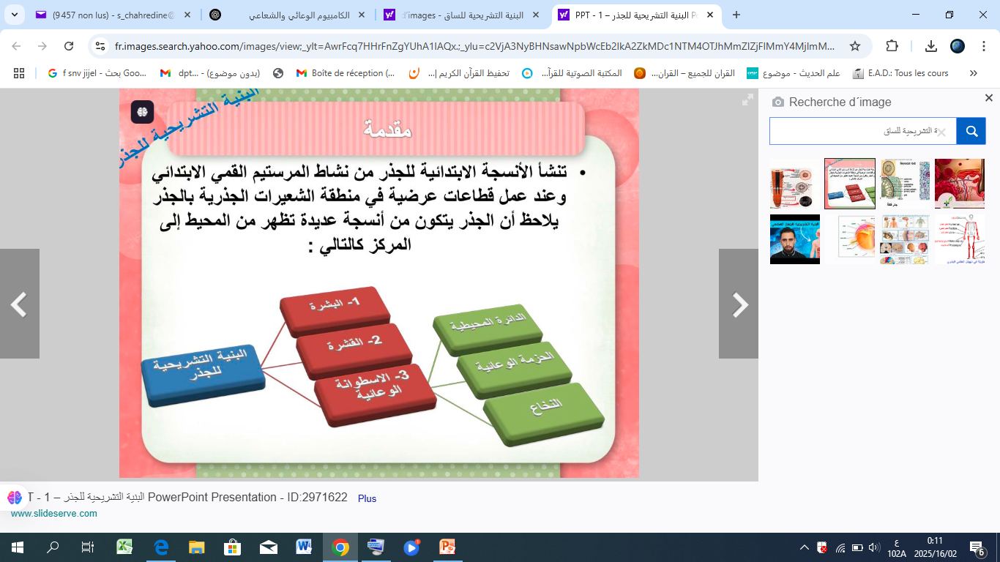 (9 457 non lus) - s_chahredine@
الكامبيوم الوعائي والشعاعي
البنية التشريحية للساق - d'images
PPT - البنية التشريحية للجذر – 1
fr.images.search.yahoo.com/images/view;_ylt=AwrFcq7HHrFnZgYUhA1IAQx.;_ylu=c2VjA3NyBHNsawNpbWcEb2lkA2ZkMDc1NTM4OTJhMmZlZjFlMmY4MjlmM...
f snv jijel - بحث Goo...
dpt... - (بدون موضوع)
Boîte de réception (...
تحفيظ القرآن الكريم |...
المكتبة الصوتية للقرآ...
القران للجميع – القران...
علم الحديث - موضوع
E.A.D.: Tous les cours
البنية التشريحية للجذر
مقدمة
• تنشأ الأنسجة الابتدائية للجذر من نشاط المرستيم القمي الابتدائي
وعند عمل قطاعات عرضية في منطقة الشعيرات الجذرية بالجذر
يلاحظ أن الجذر يتكون من أنسجة عديدة تظهر من المحيط إلى
المركز كالتالي :
البنية التشريحية
للجذر
1- البشرة
2- القشرة
3- الاسطوانة
الوعانية
الدائرة المحيطية
الحزمة الوعانية
النخاع
Recherche d´image
ة التشريحية للساق
T - البنية التشريحية للجذر – 1 PowerPoint Presentation - ID:2971622
Plus
www.slideserve.com
ع
102A
0:11
2025/16/02
6